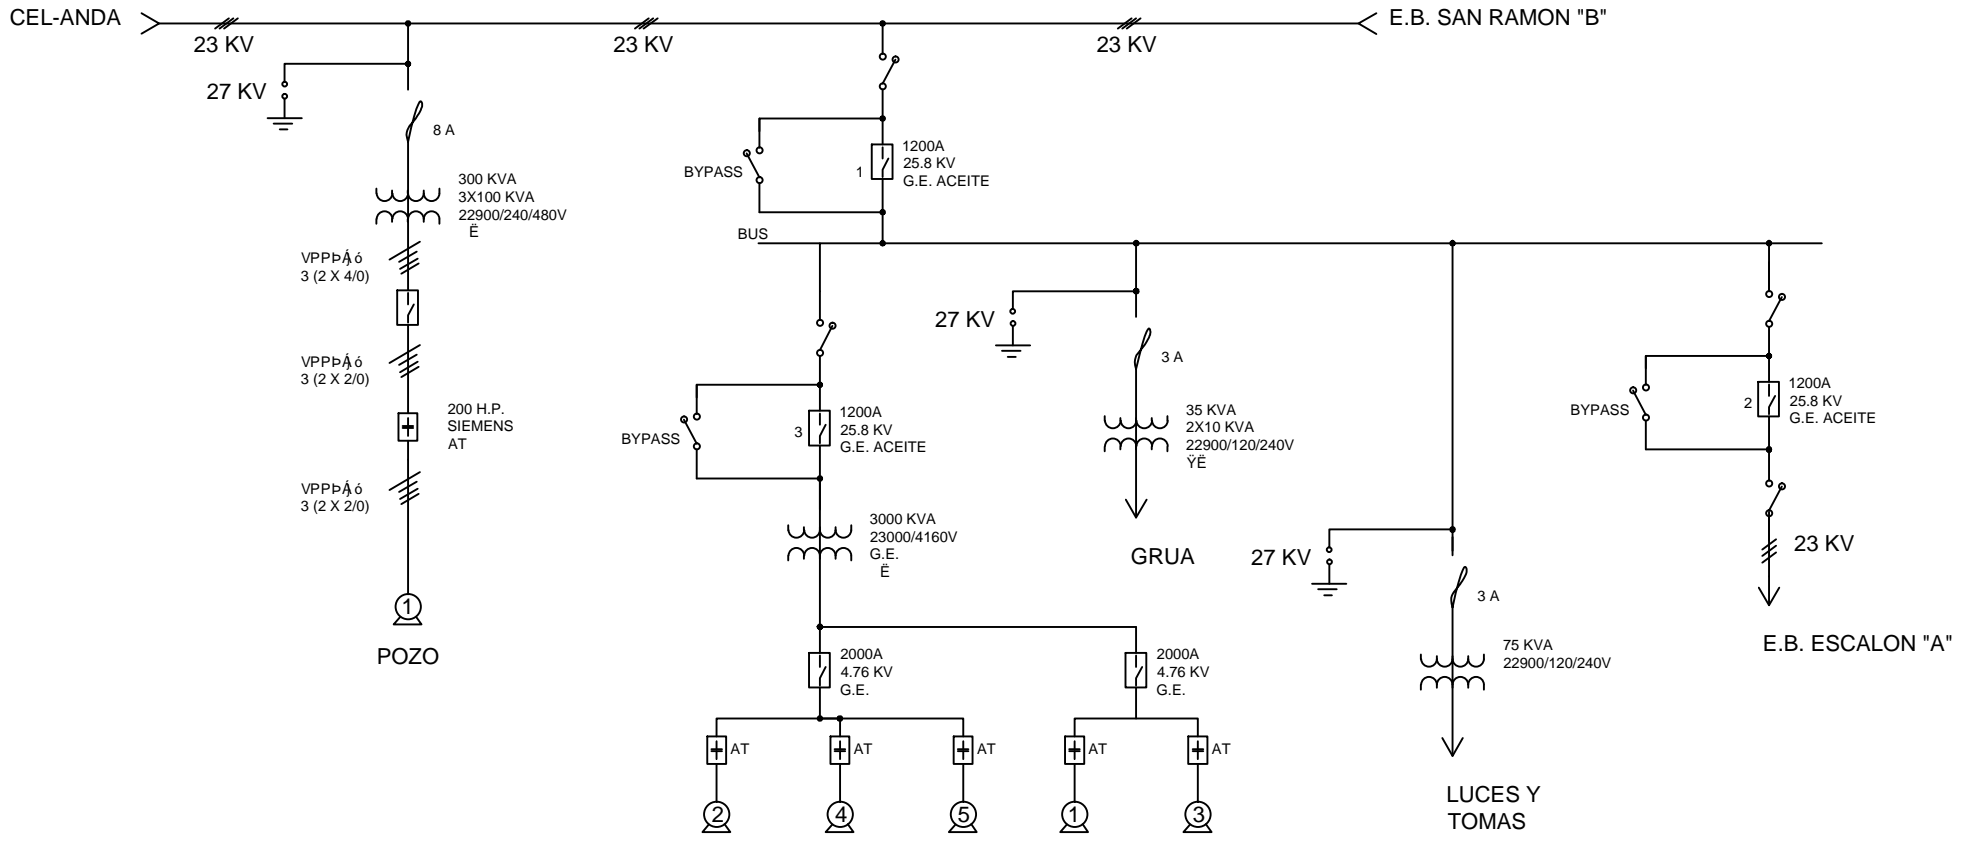 CEL-ANDA
23 KV
23 KV
23 KV
E.B. SAN RAMON "B"
27 KV
8 A
300 KVA
3X100 KVA
22900/240/480V
Ë
3 (2 X 4/0)
3 (2 X 2/0)
200 H.P.
SIEMENS
AT
3 (2 X 2/0)
1
POZO
BYPASS
1
1200A
25.8 KV
G.E. ACEITE
BUS
BYPASS
3
1200A
25.8 KV
G.E. ACEITE
3000 KVA
23000/4160V
G.E.
Ë
2000A
4.76 KV
G.E.
2000A
4.76 KV
G.E.
AT
AT
AT
AT
AT
2
4
5
1
3
27 KV
3 A
35 KVA
2X10 KVA
22900/120/240V
ŸË
GRUA
27 KV
3 A
75 KVA
22900/120/240V
LUCES Y
TOMAS
BYPASS
2
1200A
25.8 KV
G.E. ACEITE
23 KV
E.B. ESCALON "A"